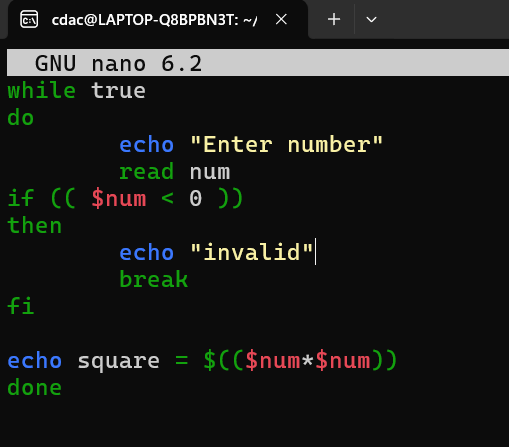 cdac@LAPTOP-Q8BPBN3T: ~/
GNU nano 6.2
while true
do
        echo "Enter number"
        read num
if (( $num < 0 ))
then
        echo "invalid"
        break
fi

echo square = $(($num*$num))
done